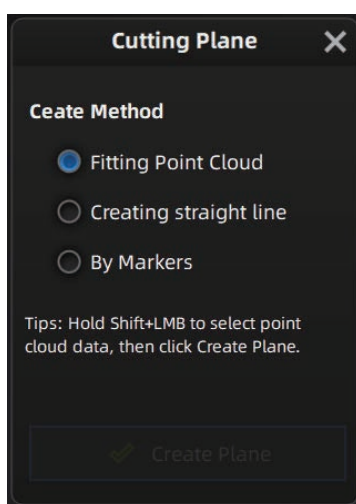 Cutting Plane
Ceate Method
Fitting Point Cloud
Creating straight line
By Markers
Tips: Hold Shift+LMB to select point
cloud data, then click Create Plane.
Create Plane